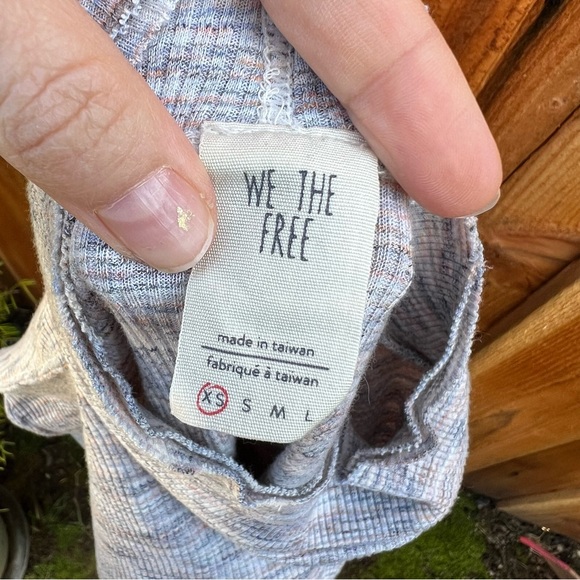 WE THE
FREE
made in taiwan
fabriqué à taiwan
XS S M L